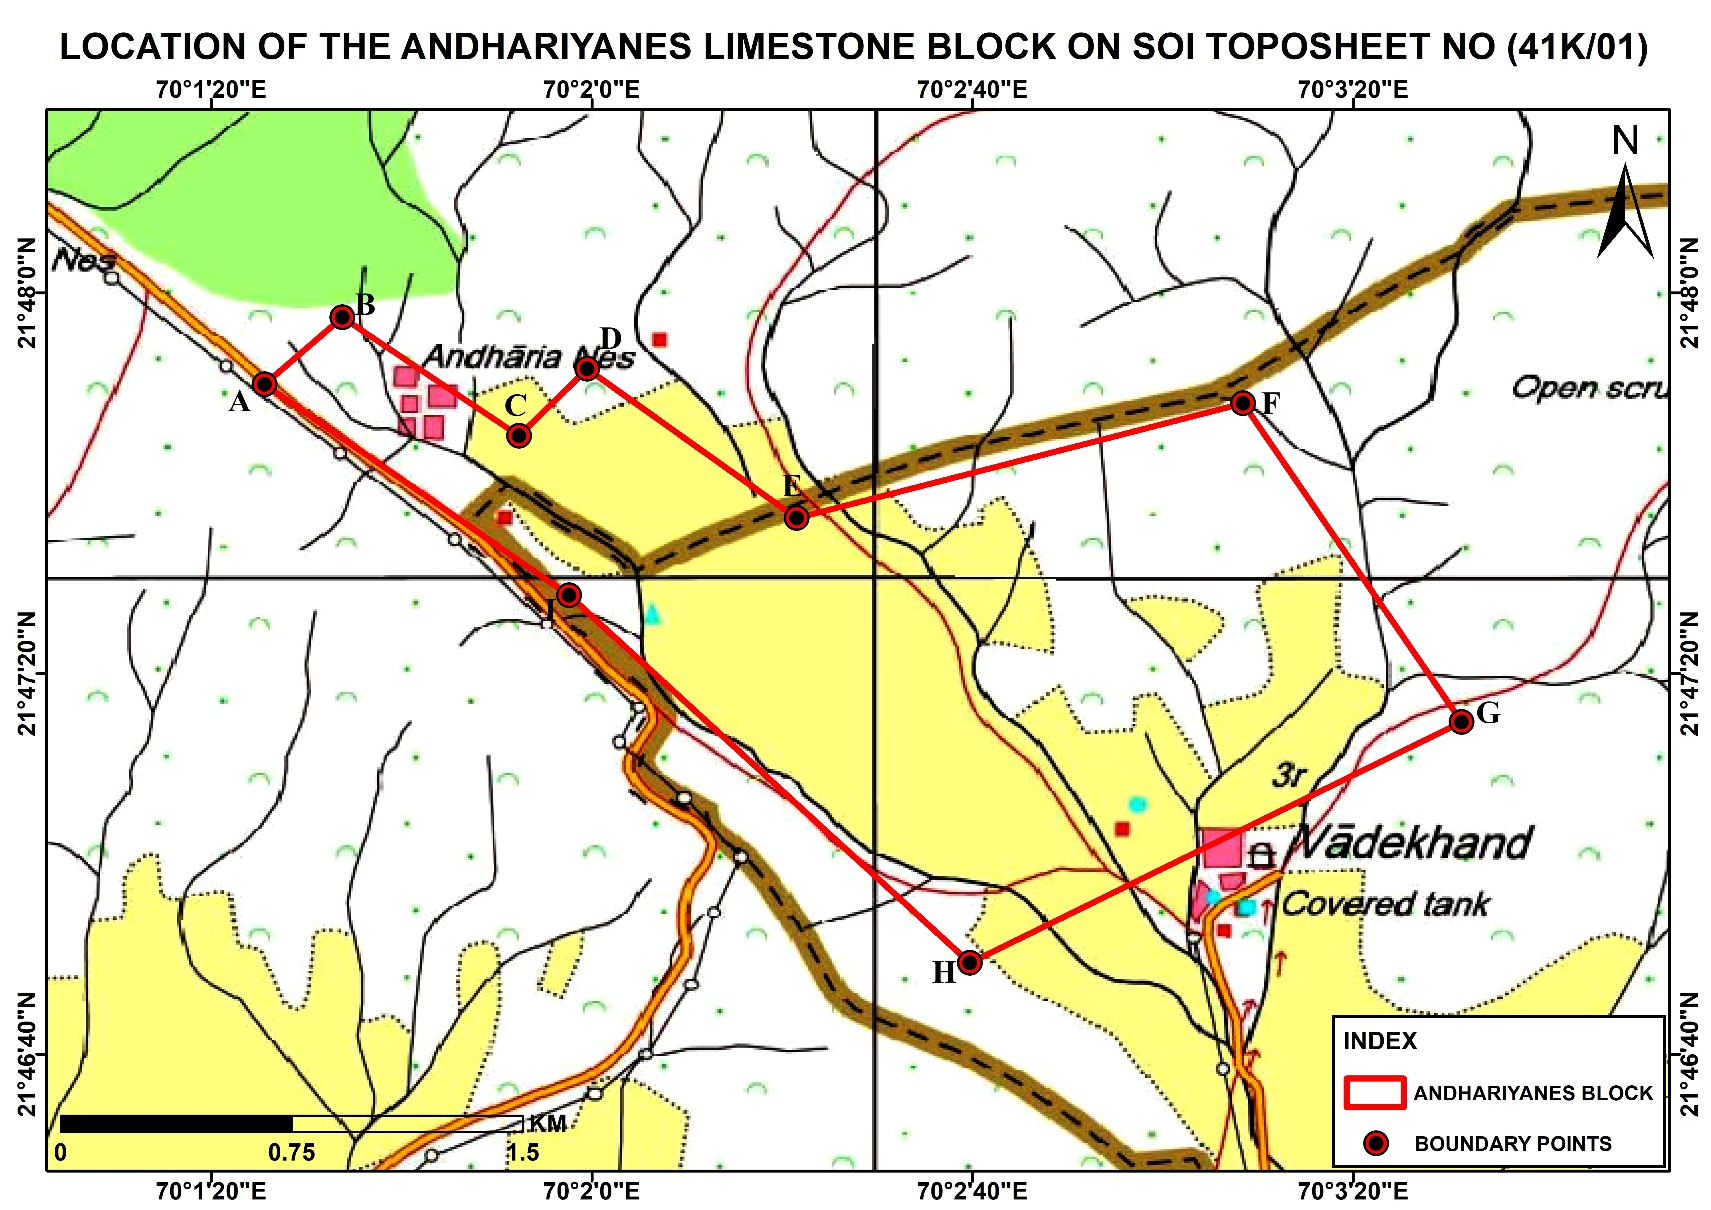 LOCATION OF THE ANDHARIYANES LIMESTONE BLOCK ON SOI TOPOSHEET NO (41K/01)
70°1'20"E 70°2'0"E 70°2'40"E 70°3'20"E
N
21°48'0"N 21°48'0"N
Nes
B
D
Andhāria Nes
A
C
F
Open scru
E
I
21°47'20"N 21°47'20"N
G
3r
Vādekhand
Covered tank
H
21°46'40"N 21°46'40"N
INDEX
ANDHARIYANES BLOCK
BOUNDARY POINTS
KM
0 0.75 1.5
70°1'20"E 70°2'0"E 70°2'40"E 70°3'20"E